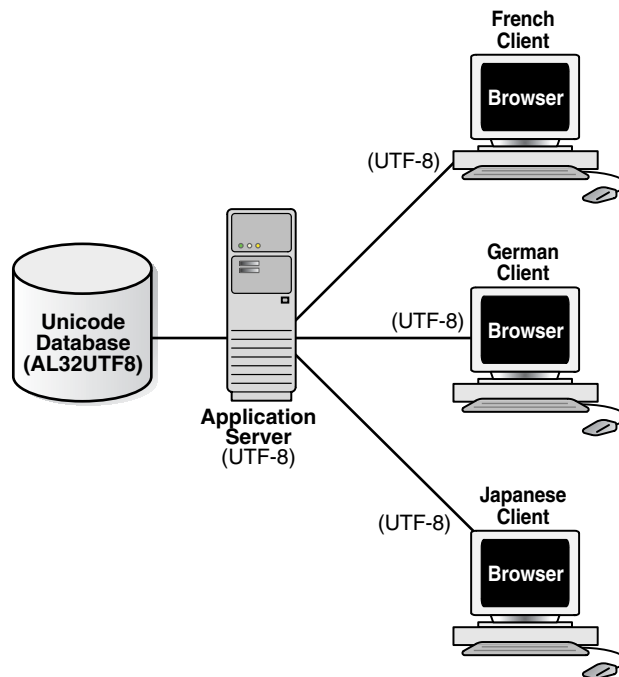 French
Client
Browser
(UTF-8)
German
Client
Browser
(UTF-8)
Unicode
Database
(AL32UTF8)
Application
Server
(UTF-8)
Japanese
Client
(UTF-8)
Browser